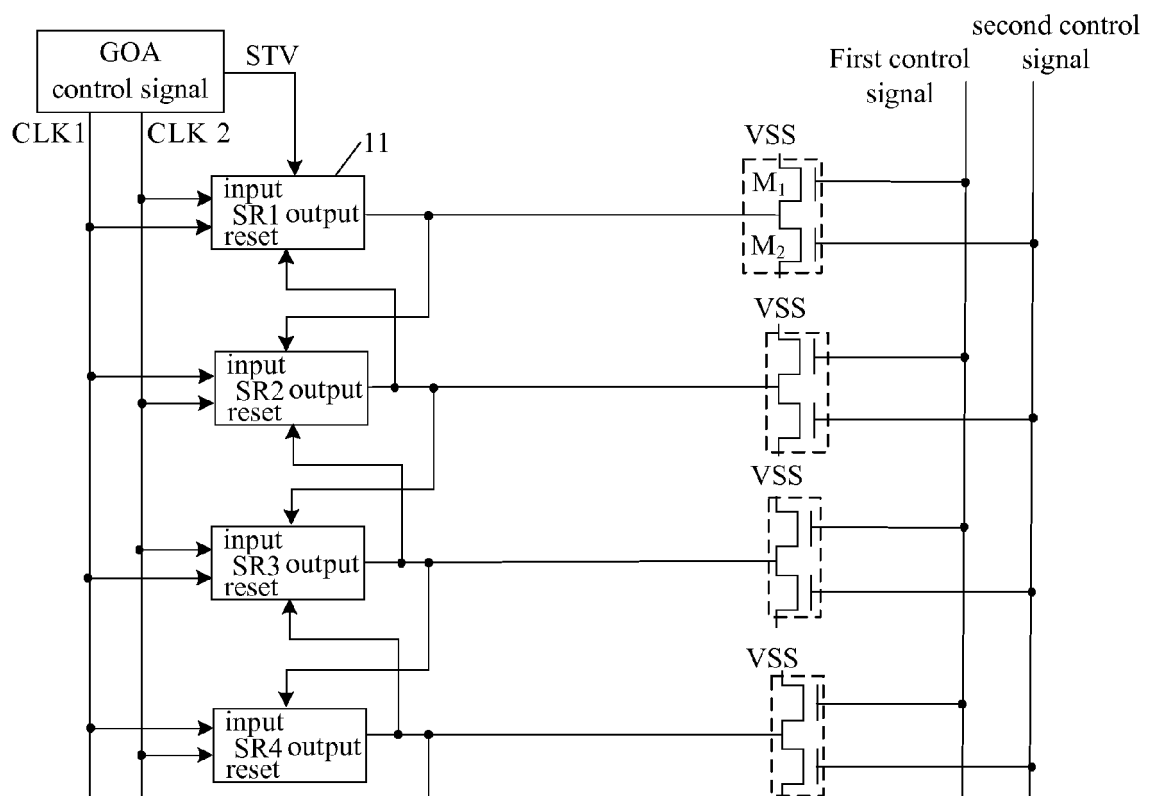 GOA
control signal
STV
CLK1
CLK 2
11
First control
signal
second control
signal
input
SR1 output
reset
VSS
M1
M2
input
SR2 output
reset
VSS
input
SR3 output
reset
VSS
input
SR4 output
reset
VSS